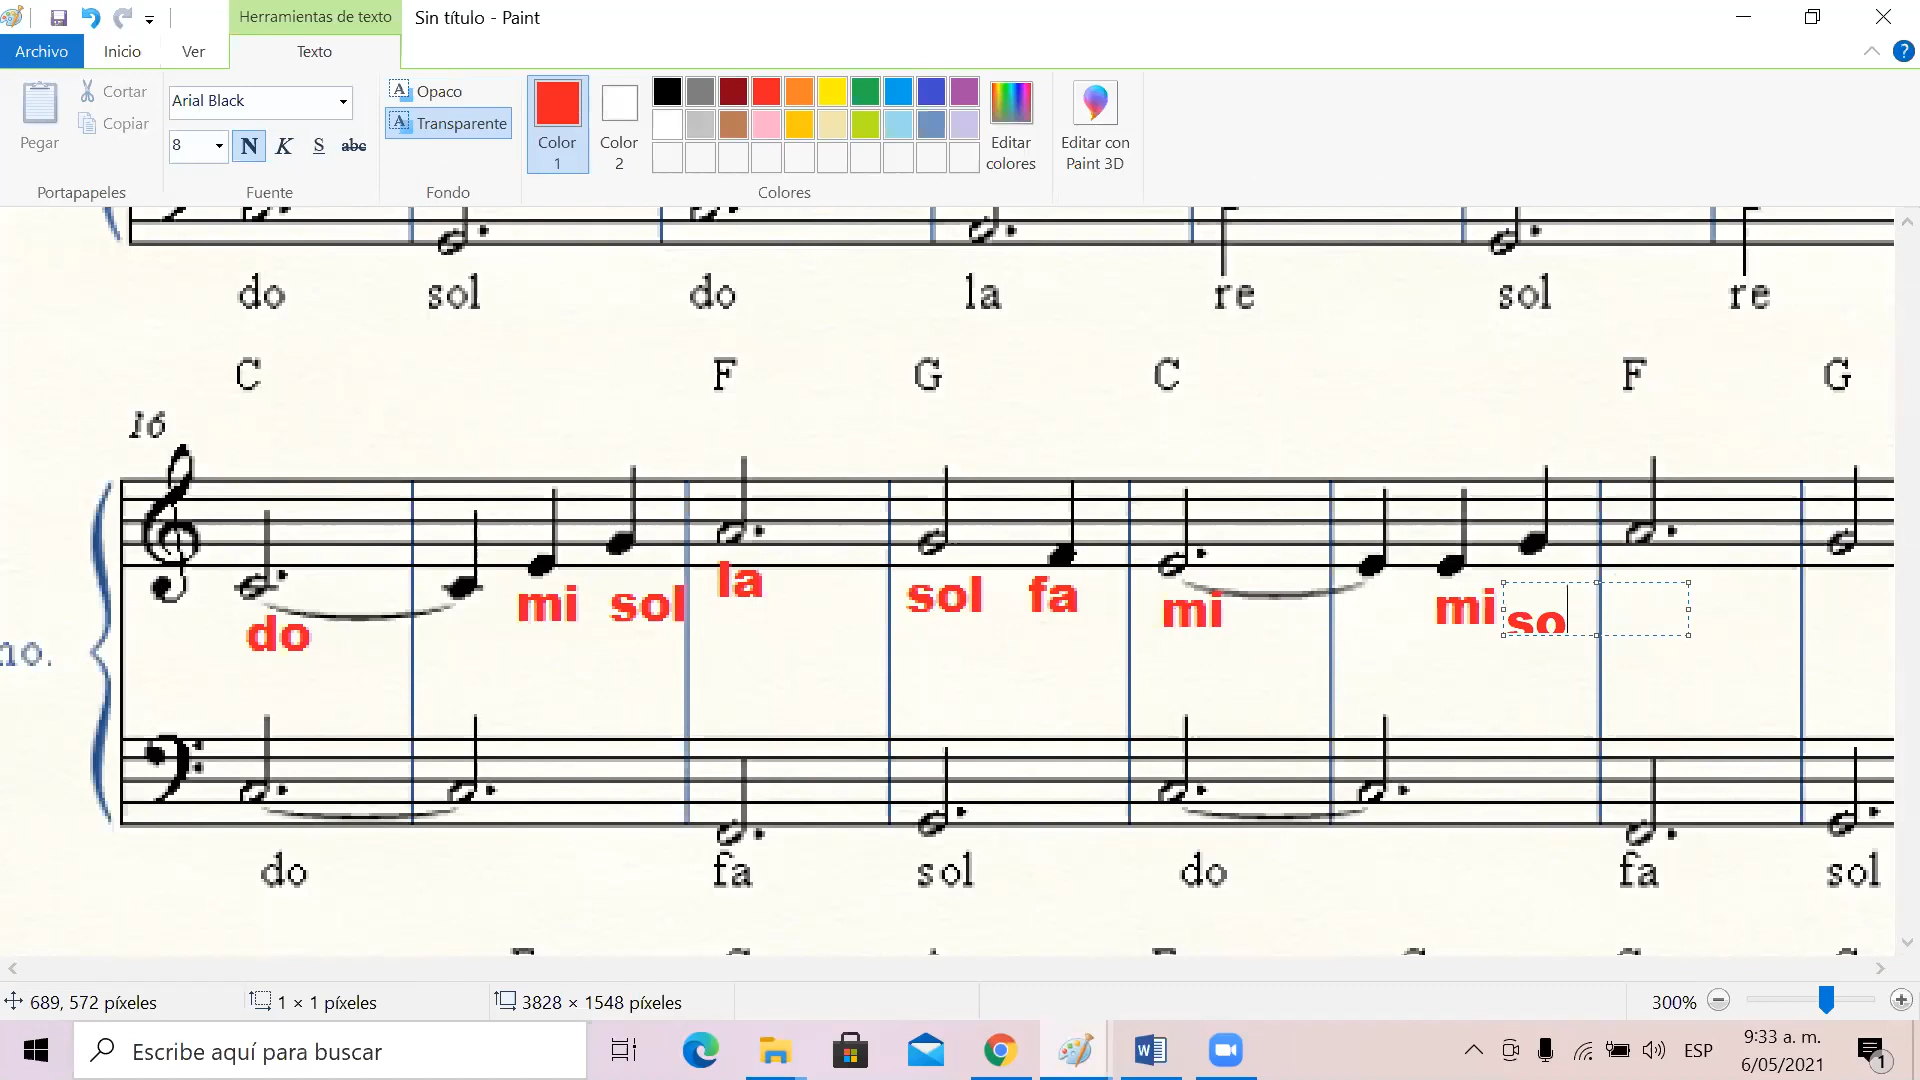 Herramientas de texto
Sin título - Paint
Archivo
Inicio
Ver
Texto
Pegar
Cortar
Copiar
Portapapeles
Arial Black
8
N K S abc
Fuente
Opaco
Transparente
Fondo
Color 1
Color 2
Editar colores
Editar con Paint 3D
Colores
do sol do la re sol re
C F G C F G
16
do mi sol la sol fa mi mi so
no.
do fa sol do fa sol
689, 572 píxeles
1 × 1 píxeles
3828 × 1548 píxeles
300%
Escribe aquí para buscar
ESP
9:33 a. m.
6/05/2021
1